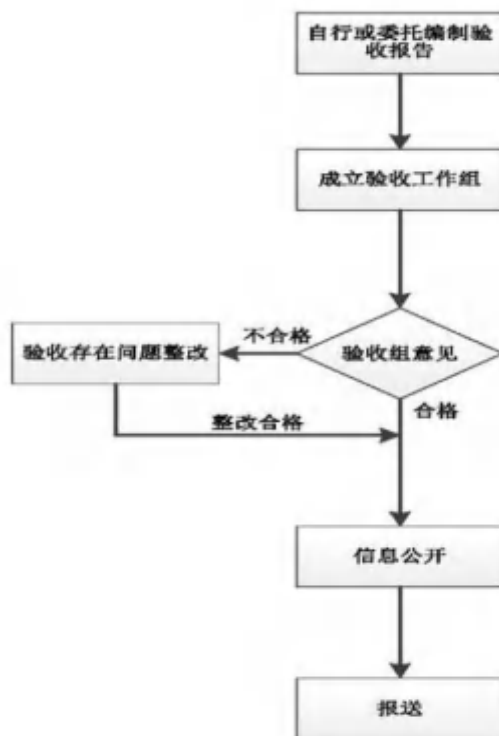 自行或委托编制验
收报告
成立验收工作组
验收组意见
不合格
验收存在问题整改
合格
整改合格
信息公开
报送